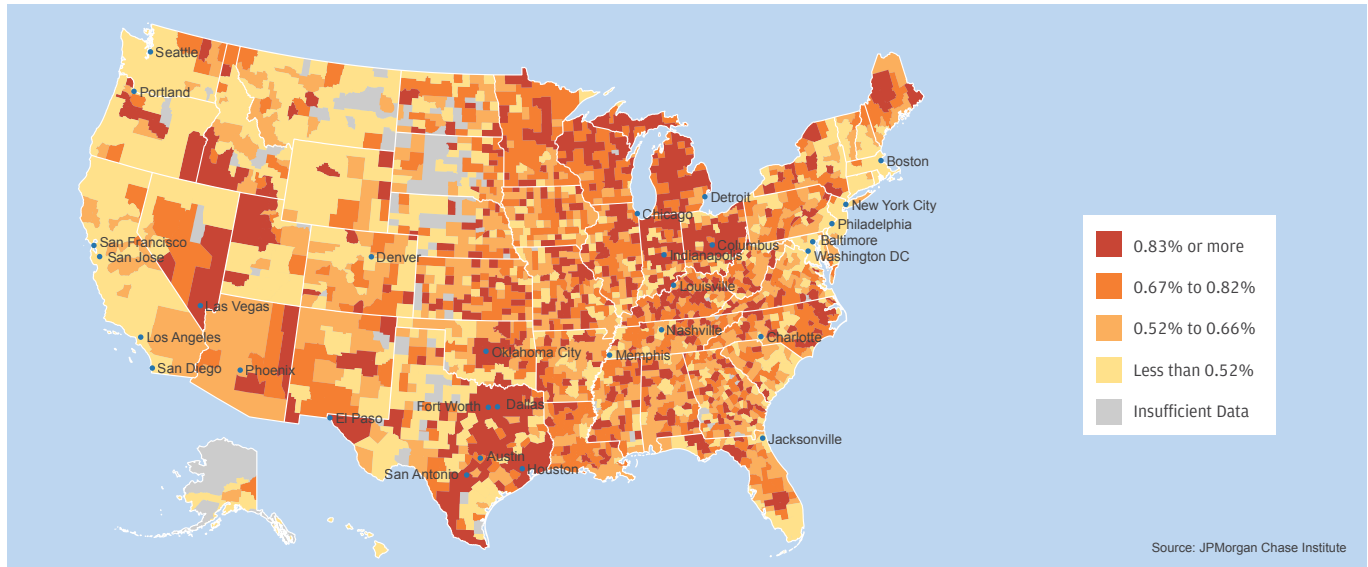 Seattle
Portland
San Francisco
San Jose
Las Vegas
Los Angeles
San Diego
Phoenix
Denver
El Paso
Oklahoma City
Fort Worth
Dallas
Austin
San Antonio
Houston
Chicago
Detroit
Columbus
Indianapolis
Louisville
Nashville
Memphis
Charlotte
Jacksonville
Boston
New York City
Philadelphia
Baltimore
Washington DC
0.83% or more
0.67% to 0.82%
0.52% to 0.66%
Less than 0.52%
Insufficient Data
Source: JPMorgan Chase Institute